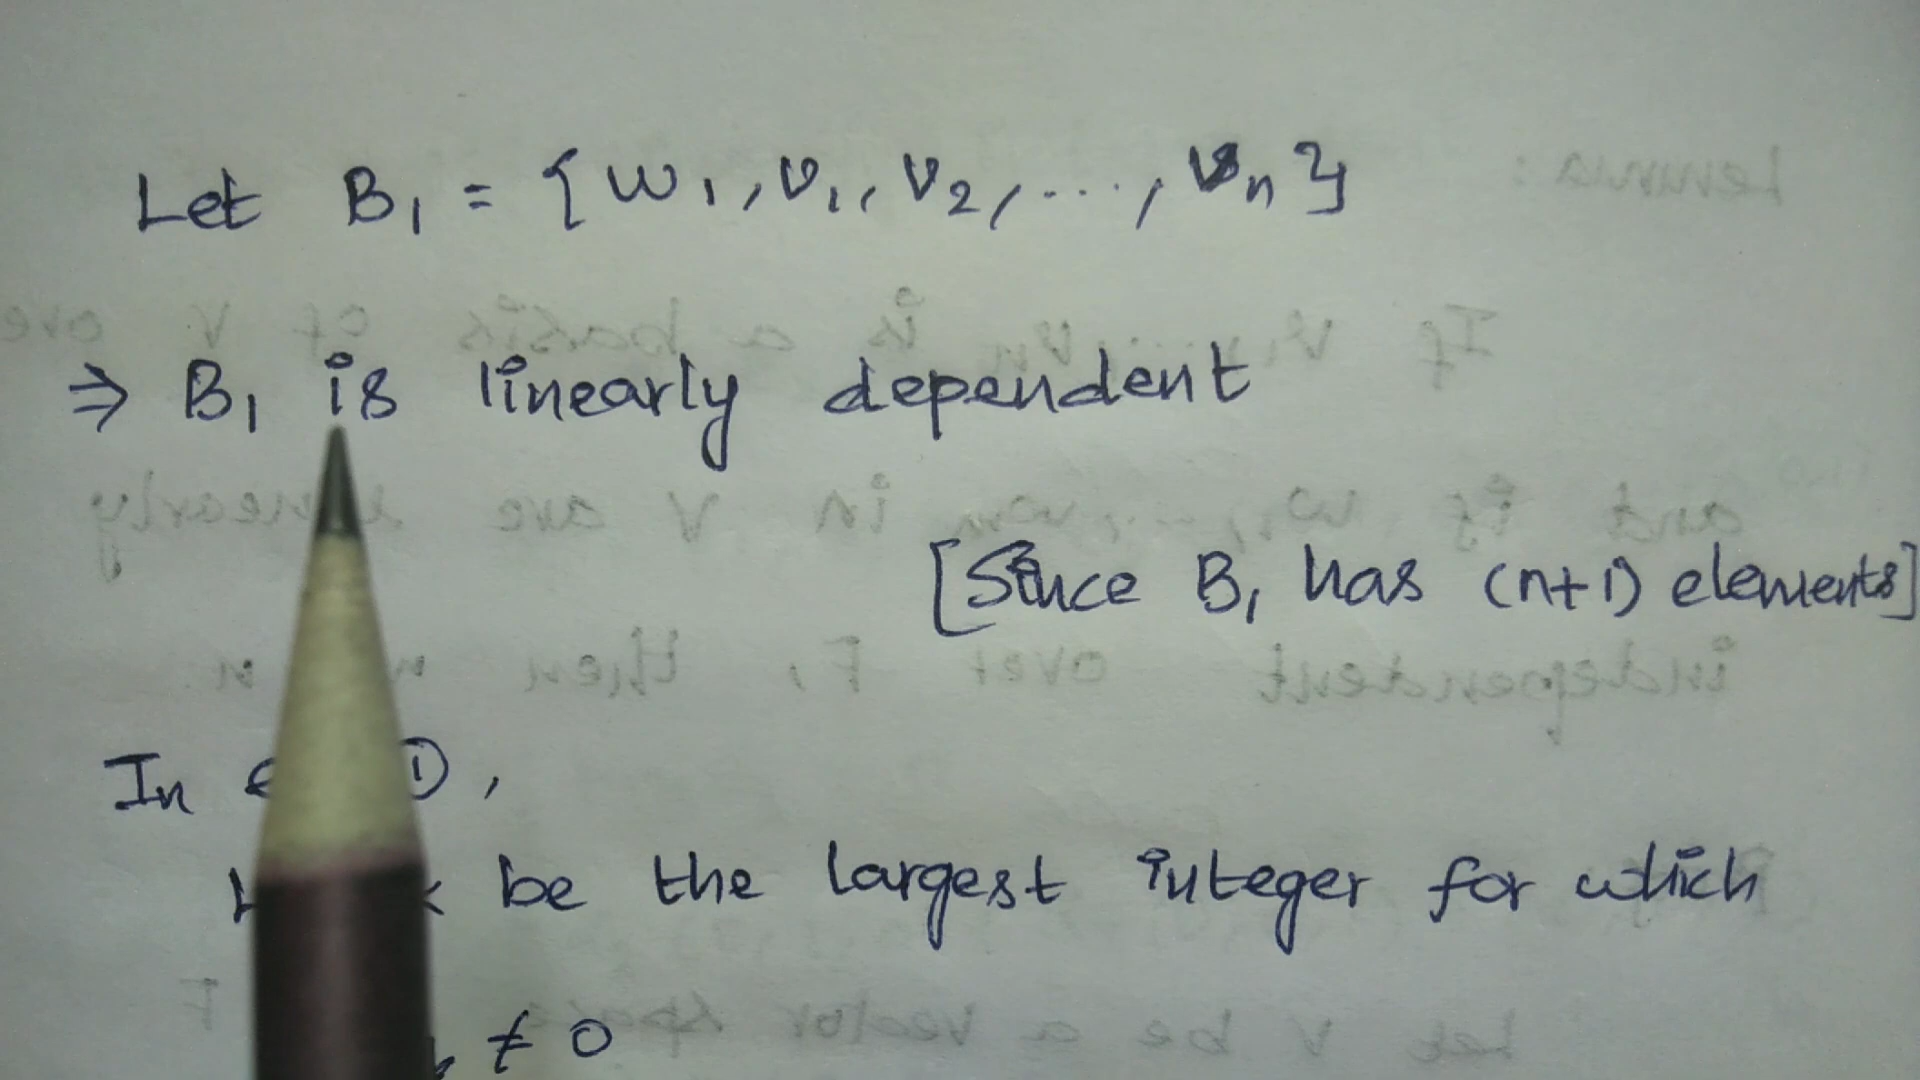 Let B₁ = {w₁, v₁, v₂, ..., vₙ}
⇒ B₁ is linearly dependent
[Since B₁ has (n+1) elements]
In ①,
be the largest integer for which
≠ 0